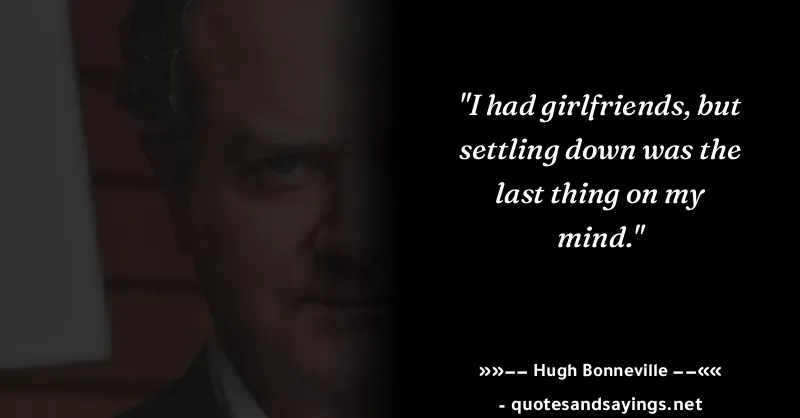 "I had girlfriends, but
settling down was the
last thing on my
mind."
»»−− Hugh Bonneville −−««
- quotesandsayings.net